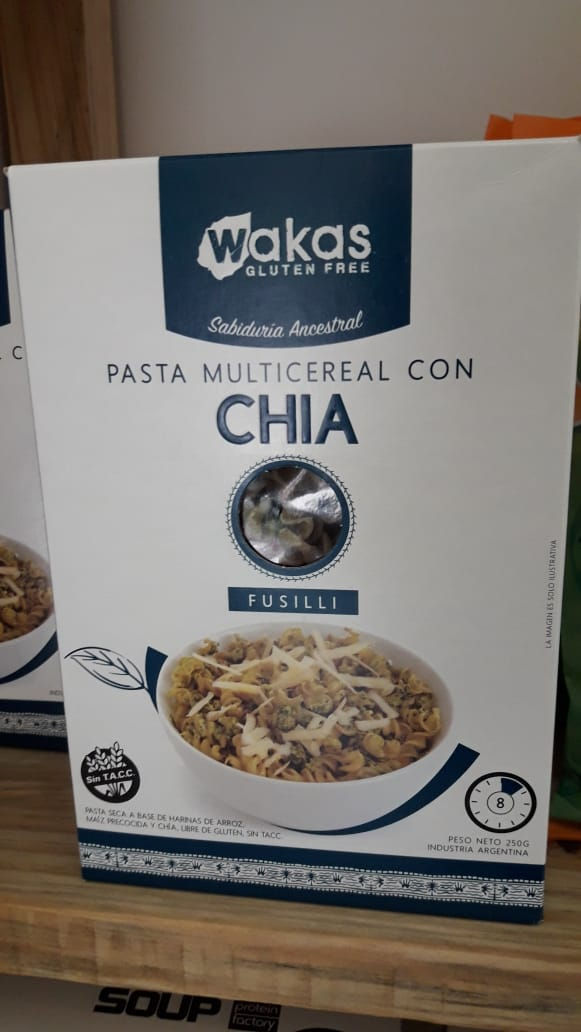 Wakas
GLUTEN FREE
Sabiduría Ancestral
PASTA MULTICEREAL CON
CHIA
FUSILLI
LA IMAGEN ES SOLO ILUSTRATIVA
Sin T.A.C.C.
PASTA SECA A BASE DE HARINAS DE ARROZ,
MAÍZ PRECOCIDA Y CHÍA, LIBRE DE GLUTEN, SIN TACC.
8
PESO NETO 250G
INDUSTRIA ARGENTINA
C
SOUP
protein
factory